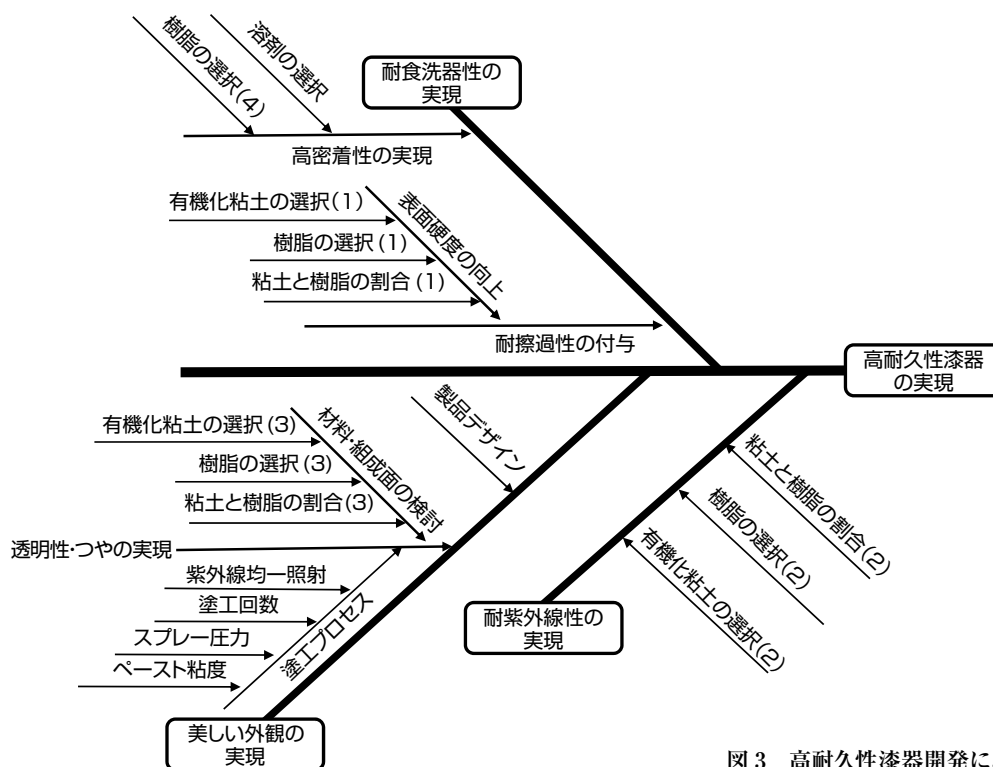 樹脂の選択(4)
溶剤の選択
耐食洗器性の
実現
高密着性の実現
有機化粘土の選択(1)
樹脂の選択(1)
粘土と樹脂の割合(1)
表面硬度の向上
耐擦過性の付与
高耐久性漆器
の実現
製品デザイン
材料・組成面の検討
有機化粘土の選択(3)
樹脂の選択(3)
粘土と樹脂の割合(3)
透明性・つやの実現
紫外線均一照射
塗工回数
スプレー圧力
ペースト粘度
塗工プロセス
美しい外観の
実現
粘土と樹脂の割合(2)
樹脂の選択(2)
有機化粘土の選択(2)
耐紫外線性の
実現
図3 高耐久性漆器開発に